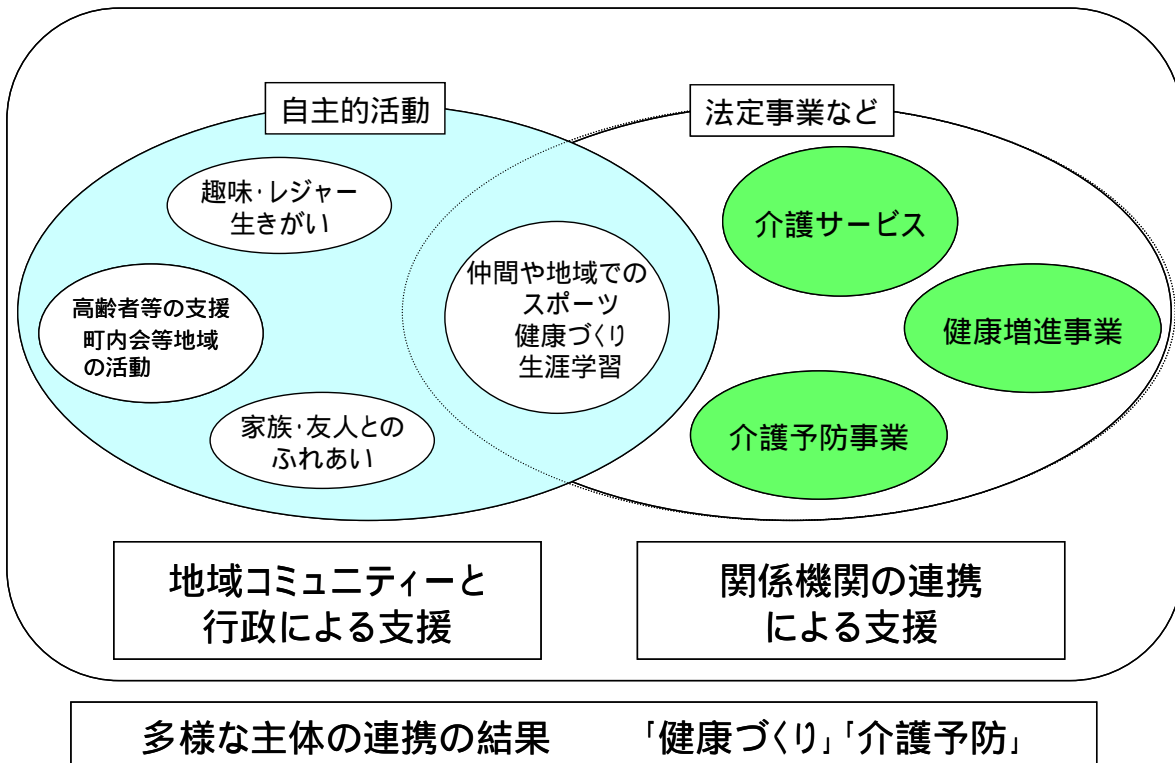 自主的活動
法定事業など
趣味・レジャー
生きがい
高齢者等の支援
町内会等地域
の活動
家族・友人との
ふれあい
仲間や地域での
スポーツ
健康づくり
生涯学習
介護サービス
健康増進事業
介護予防事業
地域コミュニティーと
行政による支援
関係機関の連携
による支援
多様な主体の連携の結果 「健康づくり」「介護予防」